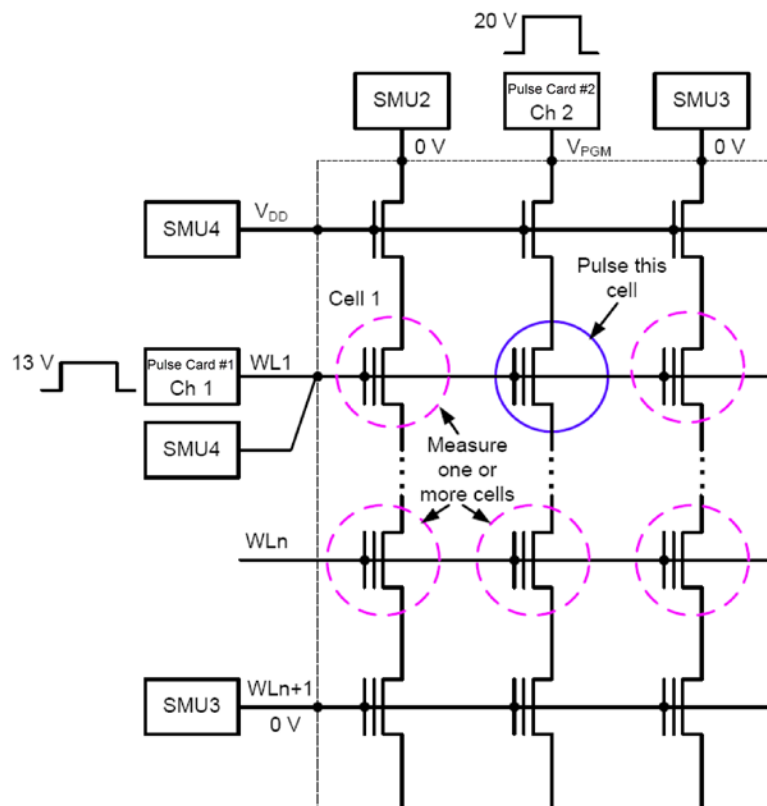 20 V
SMU2
Pulse Card #2
Ch 2
SMU3
0 V
VPGM
0 V
SMU4
VDD
Pulse this
cell
Cell 1
13 V
Pulse Card #1
Ch 1
WL1
SMU4
Measure
one or
more cells
WLn
SMU3
WLn+1
0 V